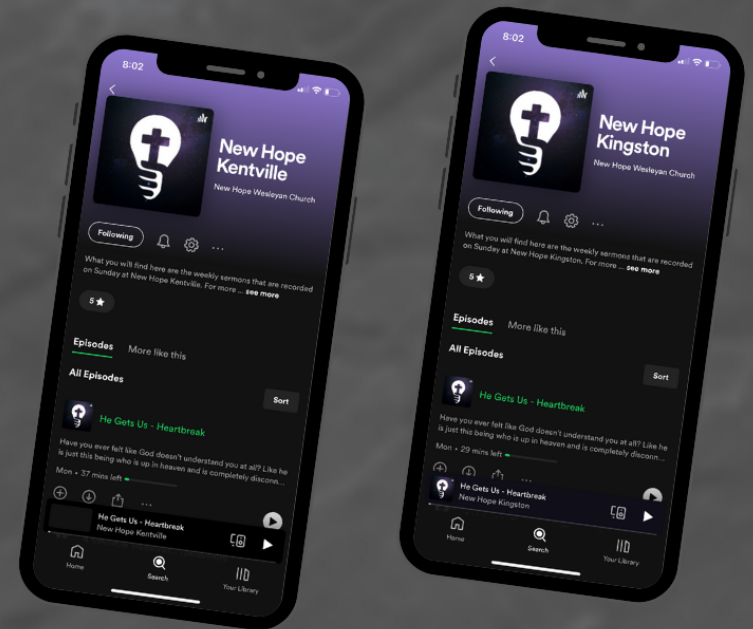 8:02
New Hope
Kentville
New Hope Wesleyan Church
Following
...
What you will find here are the weekly sermons that are recorded
on Sunday at New Hope Kentville. For more ... see more
5★
Episodes
More like this
All Episodes
Sort
He Gets Us - Heartbreak
Have you ever felt like God doesn't understand you at all? Like he
is just this being who is up in heaven and is completely disconn...
Mon • 37 mins left
...
He Gets Us - Heartbreak
New Hope Kentville
Home
Search
Your Library
8:02
New Hope
Kingston
New Hope Wesleyan Church
Following
...
What you will find here are the weekly sermons that are recorded
on Sunday at New Hope Kingston. For more ... see more
5★
Episodes
More like this
All Episodes
Sort
He Gets Us - Heartbreak
Have you ever felt like God doesn't understand you at all? Like he
is just this being who is up in heaven and is completely disconn...
Mon • 29 mins left
...
He Gets Us - Heartbreak
New Hope Kingston
Home
Search
Your Library